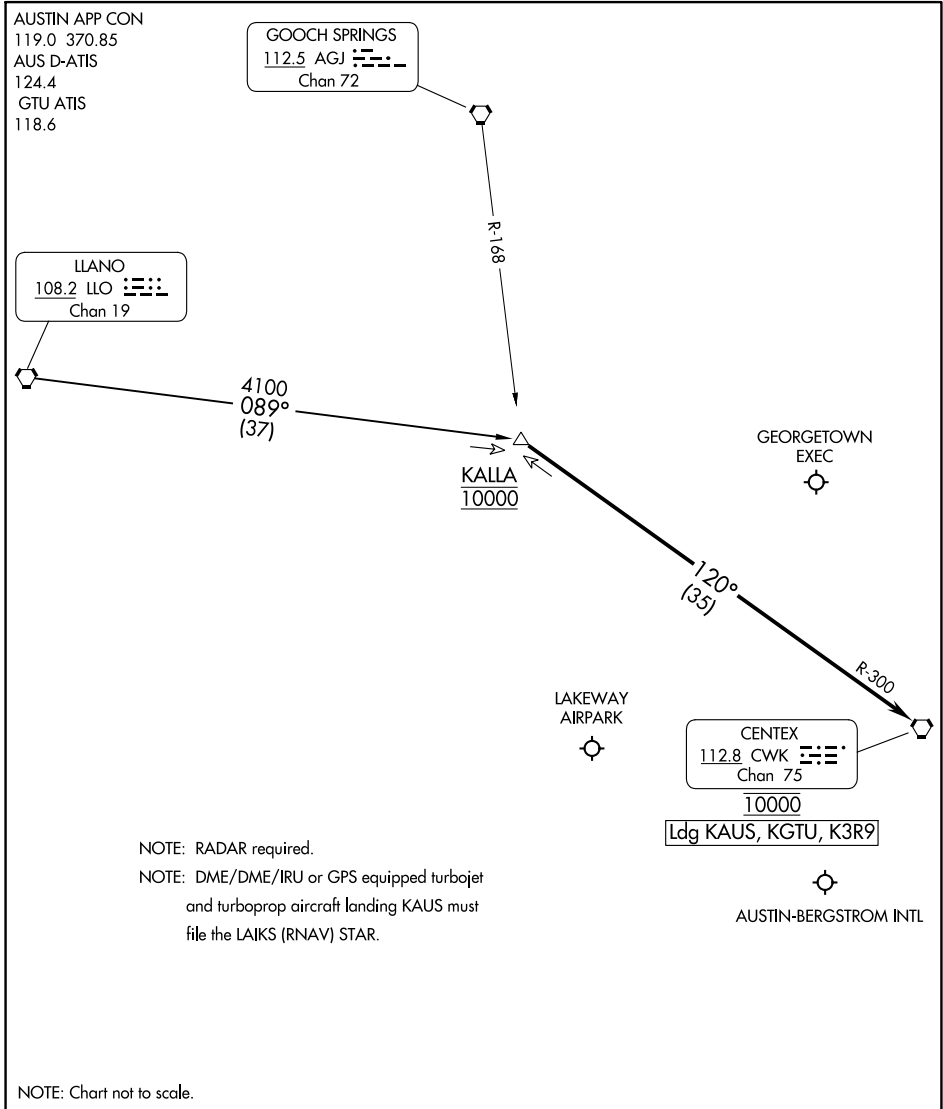 AUSTIN APP CON
119.0 370.85
AUS D-ATIS
124.4
GTU ATIS
118.6
GOOCH SPRINGS
112.5 AGJ
Chan 72
R-168
LLANO
108.2 LLO
Chan 19
4100
089°
(37)
KALLA
10000
GEORGETOWN
EXEC
120°
(35)
R-300
LAKEWAY
AIRPARK
CENTEX
112.8 CWK
Chan 75
10000
Ldg KAUS, KGTU, K3R9
AUSTIN-BERGSTROM INTL
NOTE: RADAR required.
NOTE: DME/DME/IRU or GPS equipped turbojet
and turboprop aircraft landing KAUS must
file the LAIKS (RNAV) STAR.
NOTE: Chart not to scale.